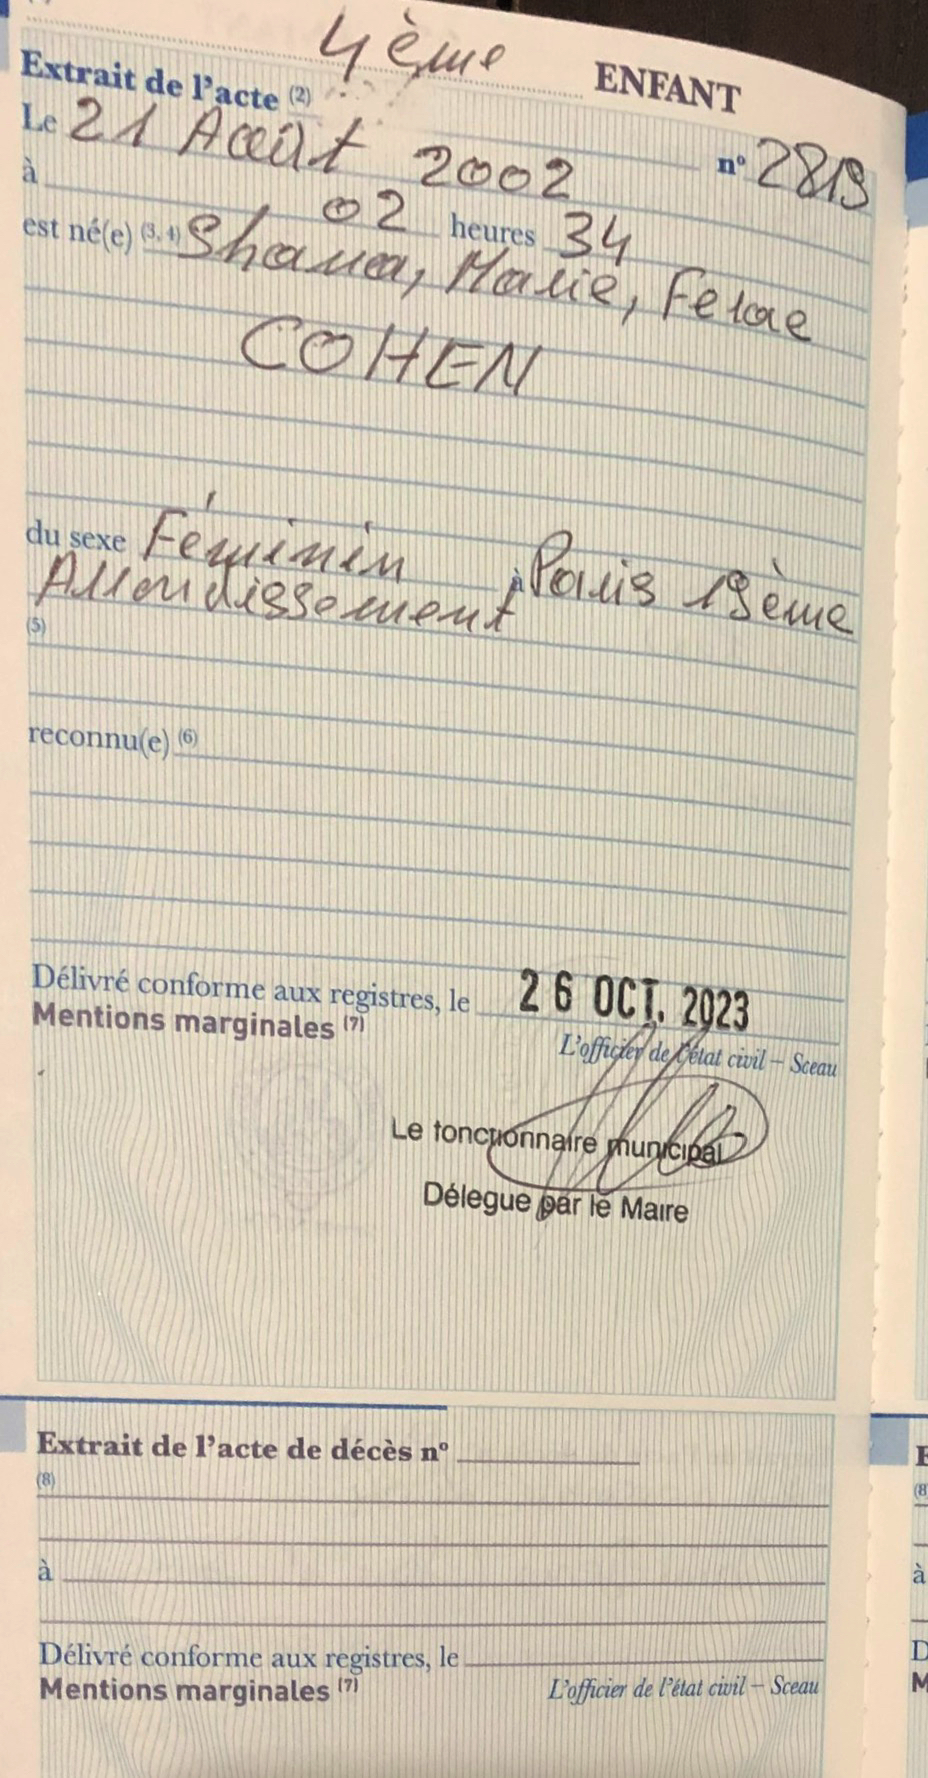 4ème ENFANT
Extrait de l'acte (2)
n° 2819
Le 21 Août 2002
à 02 heures 34
est né(e) (3, 4) Shana, Marie,
COHEN
du sexe Féminin à Paris 19ème
Arrondissement
(5)
reconnu(e) (6)
Délivré conforme aux registres, le 26 OCT. 2023
Mentions marginales (7)
L'officier de l'état civil – Sceau
Le fonctionnaire municipal
Délegue par le Maire
Extrait de l'acte de décès n°
(8)
à
Délivré conforme aux registres, le
Mentions marginales (7)
L'officier de l'état civil – Sceau